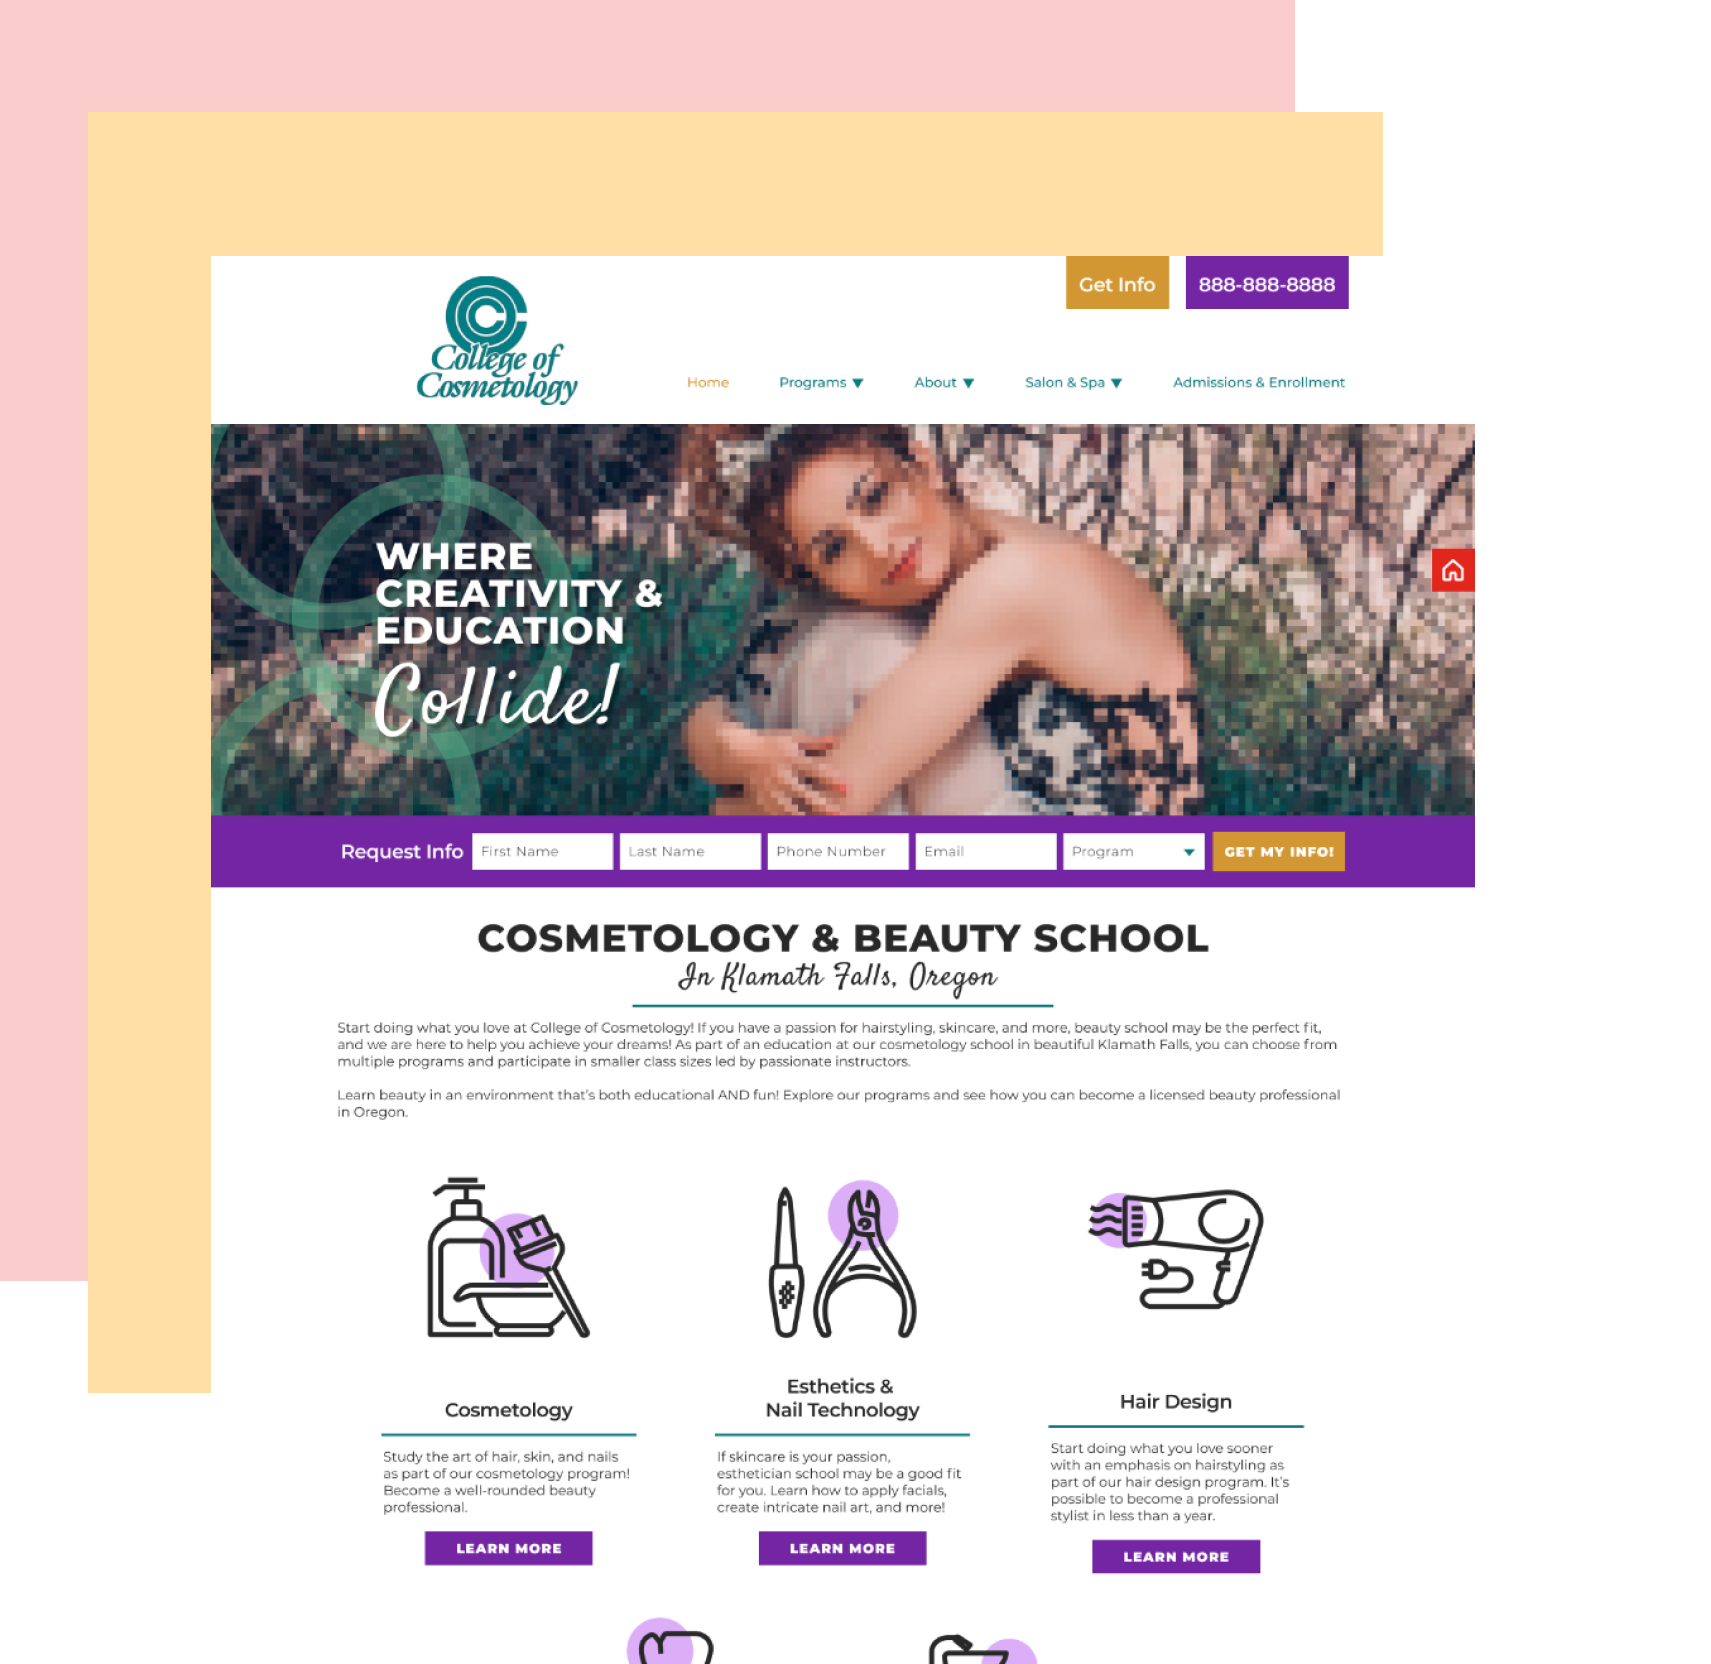 Get Info
888-888-8888
College of
Cosmetology
Home
Programs
About
Salon & Spa
Admissions & Enrollment
WHERE
CREATIVITY &
EDUCATION
Collide!
Request Info
First Name
Last Name
Phone Number
Email
Program
GET MY INFO!
COSMETOLOGY & BEAUTY SCHOOL
In Klamath Falls, Oregon
Start doing what you love at College of Cosmetology! If you have a passion for hairstyling, skincare, and more, beauty school may be the perfect fit,
and we are here to help you achieve your dreams! As part of an education at our cosmetology school in beautiful Klamath Falls, you can choose from
multiple programs and participate in smaller class sizes led by passionate instructors.
Learn beauty in an environment that's both educational AND fun! Explore our programs and see how you can become a licensed beauty professional
in Oregon.
Cosmetology
Study the art of hair, skin, and nails
as part of our cosmetology program!
Become a well-rounded beauty
professional.
LEARN MORE
Esthetics &
Nail Technology
If skincare is your passion,
esthetician school may be a good fit
for you. Learn how to apply facials,
create intricate nail art, and more!
LEARN MORE
Hair Design
Start doing what you love sooner
with an emphasis on hairstyling as
part of our hair design program. It's
possible to become a professional
stylist in less than a year.
LEARN MORE